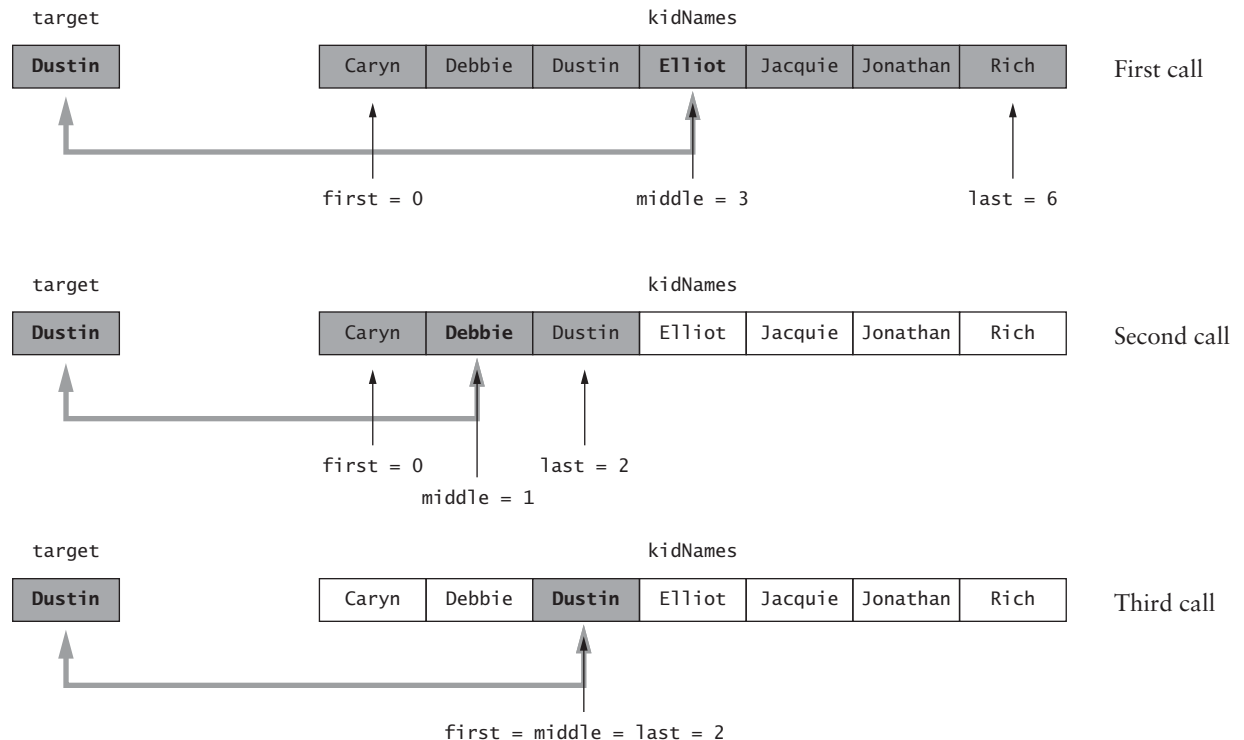 target kidNames
Dustin Caryn Debbie Dustin Elliot Jacquie Jonathan Rich First call
first = 0 middle = 3 last = 6
target kidNames
Dustin Caryn Debbie Dustin Elliot Jacquie Jonathan Rich Second call
first = 0 last = 2
middle = 1
target kidNames
Dustin Caryn Debbie Dustin Elliot Jacquie Jonathan Rich Third call
first = middle = last = 2